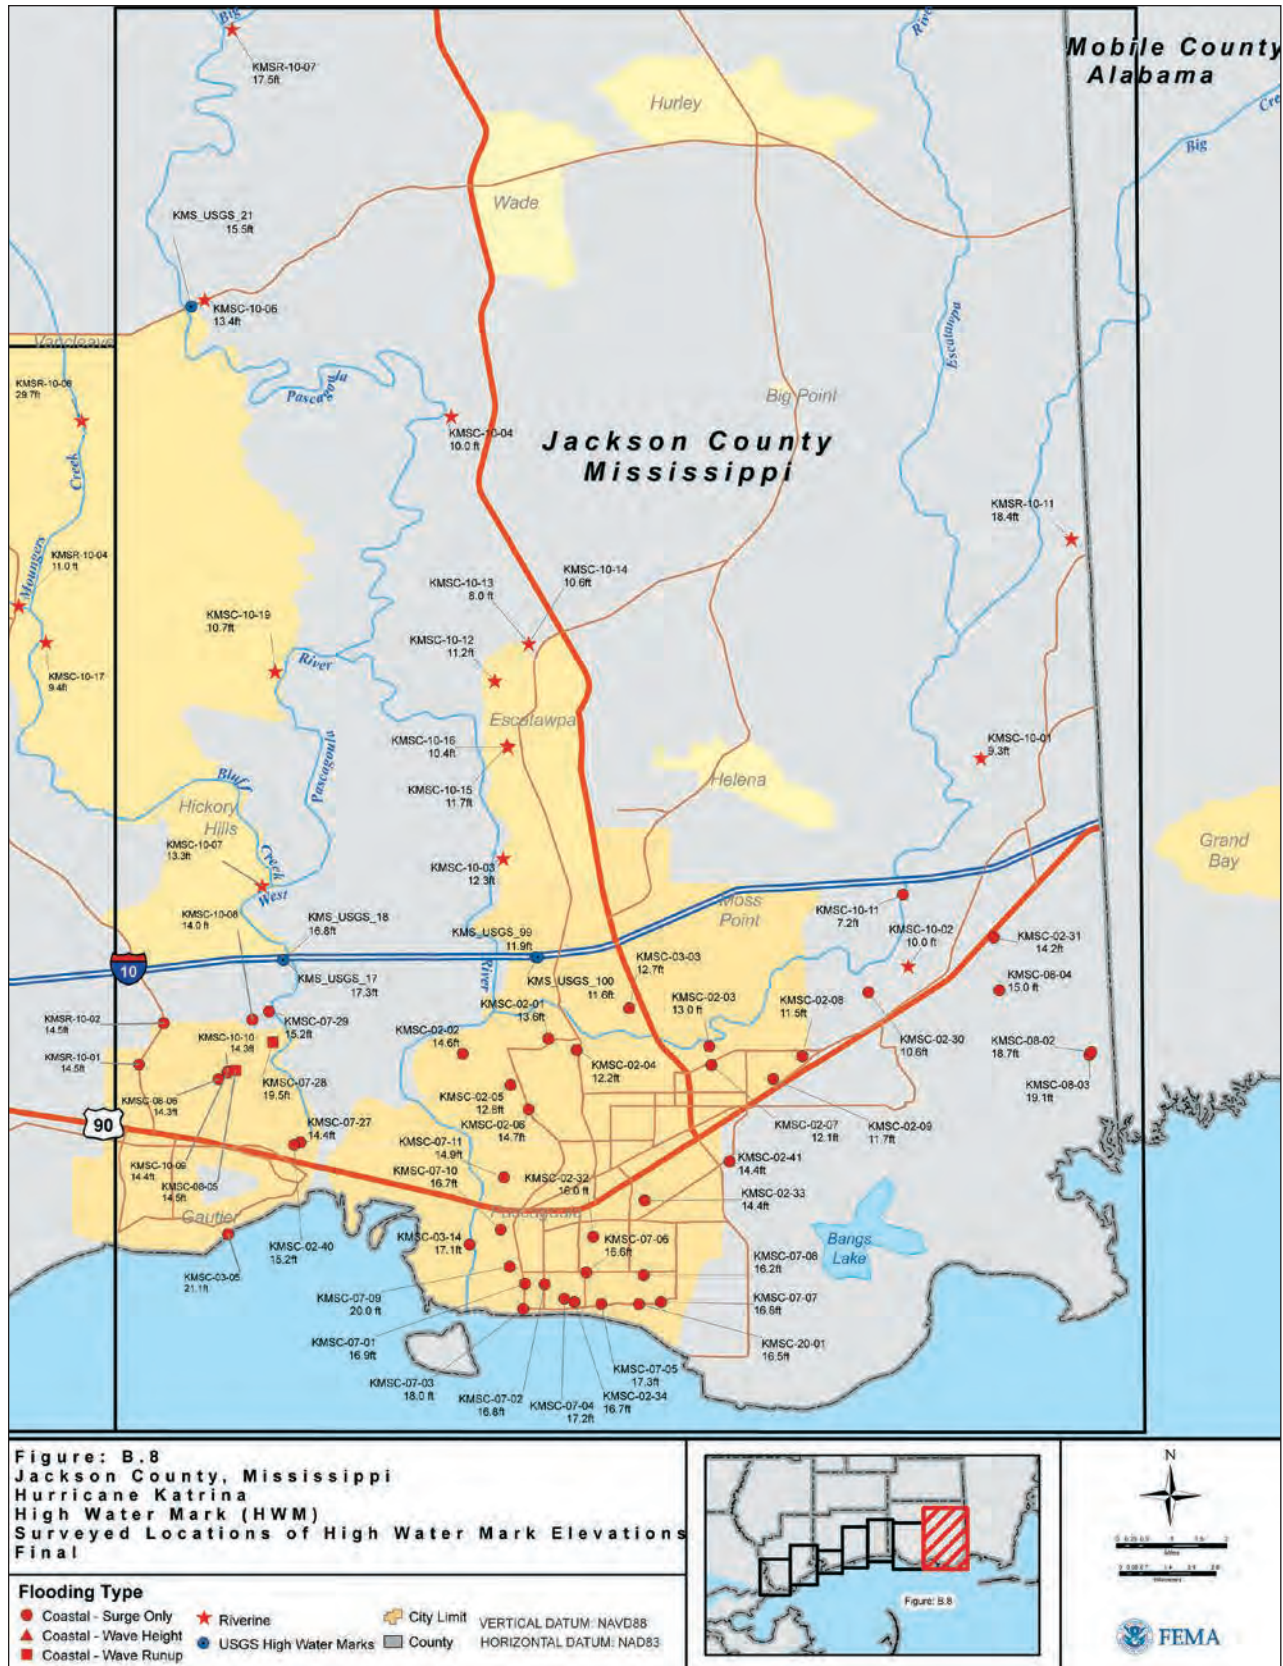 Big
River
Mobile County
Alabama
KMSR-10-07
17.5ft
Hurley
Big
Wade
KMS_USGS_21
15.5ft
KMSC-10-06
13.4ft
Vancleave
Escatawpa
KMSR-10-08
29.7ft
Pascagoula
Big Point
KMSC-10-04
10.0 ft
Jackson County
Mississippi
Creek
KMSR-10-11
18.4ft
Moungers
KMSR-10-04
11.0 ft
KMSC-10-14
10.6ft
KMSC-10-13
8.0 ft
KMSC-10-19
10.7ft
KMSC-10-12
11.2ft
River
KMSC-10-17
9.4ft
Escatawpa
KMSC-10-16
10.4ft
KMSC-10-01
9.3ft
Pascagoula
Bluff
KMSC-10-15
11.7ft
Helena
Hickory
Hills
Grand
Bay
KMSC-10-07
13.3ft
Creek
KMSC-10-03
12.3ft
West
Moss
Point
KMSC-10-11
7.2ft
KMSC-10-08
14.0 ft
KMS_USGS_18
16.8ft
KMS_USGS_99
11.9ft
KMSC-10-02
10.0 ft
KMSC-02-31
14.2ft
KMSC-03-03
12.7ft
10
KMS_USGS_17
17.3ft
River
KMS_USGS_100
11.6ft
KMSC-08-04
15.0 ft
KMSC-02-01
13.6ft
KMSC-02-03
13.0 ft
KMSC-02-08
11.5ft
KMSR-10-02
14.5ft
KMSC-07-29
15.2ft
KMSC-02-02
14.6ft
KMSC-10-10
14.3ft
KMSC-02-30
10.6ft
KMSC-08-02
18.7ft
KMSR-10-01
14.5ft
KMSC-02-04
12.2ft
KMSC-07-28
19.5ft
KMSC-08-03
19.1ft
KMSC-08-06
14.3ft
KMSC-02-05
12.8ft
90
KMSC-07-27
14.4ft
KMSC-02-06
14.7ft
KMSC-02-07
12.1ft
KMSC-02-09
11.7ft
KMSC-07-11
14.9ft
KMSC-10-09
14.4ft
KMSC-02-41
14.4ft
KMSC-07-10
16.7ft
KMSC-02-32
16.0 ft
KMSC-08-05
14.5ft
KMSC-02-33
14.4ft
Gautier
Pascagoula
KMSC-03-14
17.1ft
KMSC-07-06
16.6ft
Bangs
Lake
KMSC-02-40
15.2ft
KMSC-07-08
16.2ft
KMSC-03-05
21.1ft
KMSC-07-09
20.0 ft
KMSC-07-07
16.6ft
KMSC-07-01
16.9ft
KMSC-20-01
16.5ft
KMSC-07-05
17.3ft
KMSC-07-03
18.0 ft
KMSC-07-02
16.8ft
KMSC-02-34
16.7ft
KMSC-07-04
17.2ft
Figure: B.8
Jackson County, Mississippi
Hurricane Katrina
High Water Mark (HWM)
Surveyed Locations of High Water Mark Elevations
Final
Flooding Type
Coastal - Surge Only
Coastal - Wave Height
Coastal - Wave Runup
Riverine
USGS High Water Marks
City Limit
County
VERTICAL DATUM: NAVD88
HORIZONTAL DATUM: NAD83
Figure: B.8
N
Miles
Kilometers
FEMA